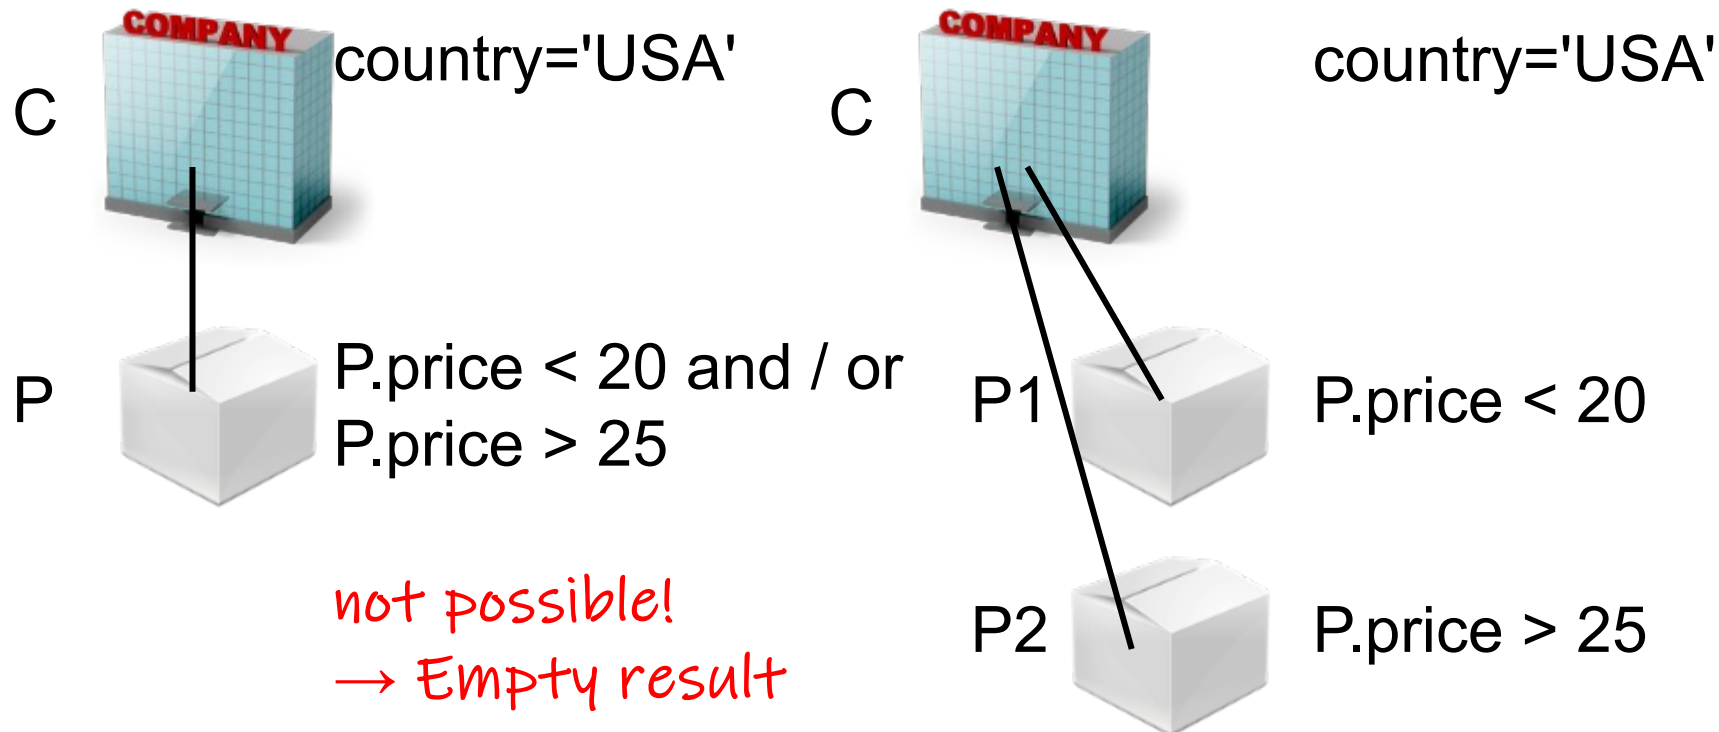 COMPANY
country='USA'
C
P
P.price < 20 and / or
P.price > 25
not possible!
→ Empty result
COMPANY
country='USA'
C
P1
P.price < 20
P2
P.price > 25